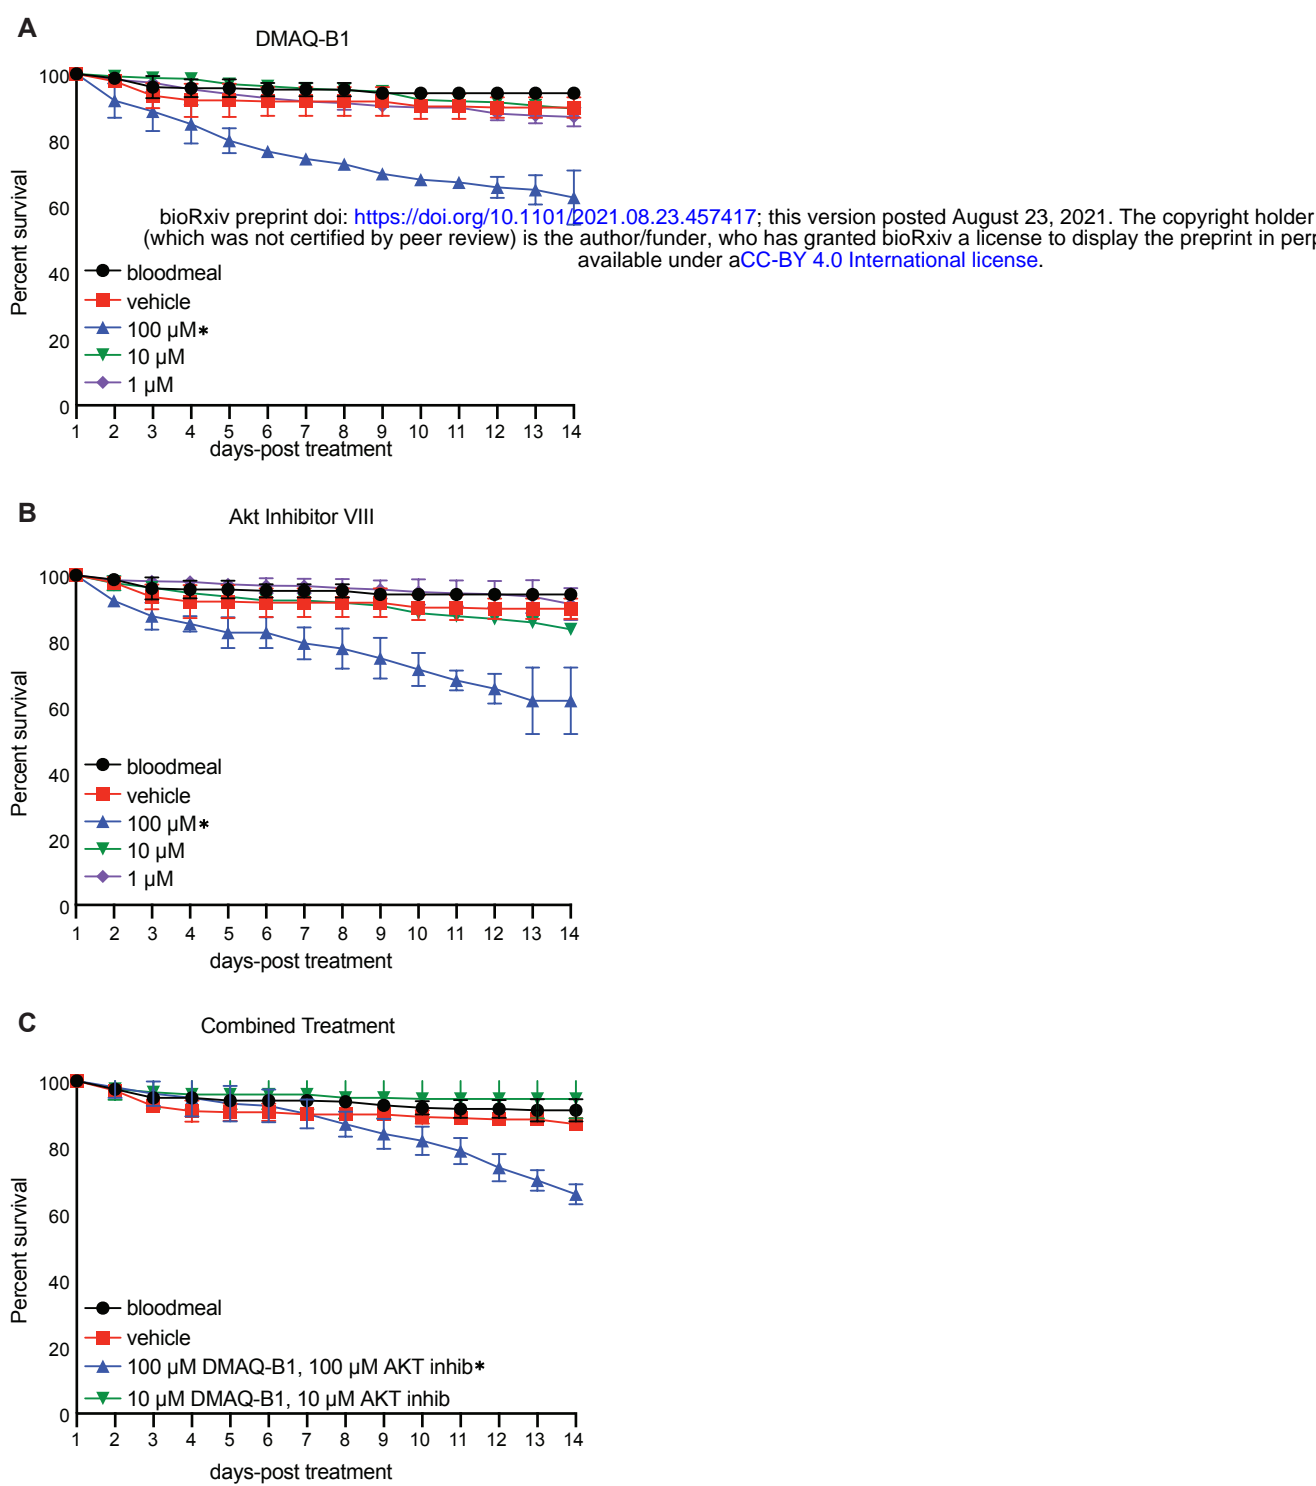 A
DMAQ-B1
100
80
60
40
20
0
Percent survival
bioRxiv preprint doi: https://doi.org/10.1101/2021.08.23.457417; this version posted August 23, 2021. The copyright holder
(which was not certified by peer review) is the author/funder, who has granted bioRxiv a license to display the preprint in
available under aCC-BY 4.0 International license.
bloodmeal
vehicle
100 µM*
10 µM
1 µM
1 2 3 4 5 6 7 8 9 10 11 12 13 14
days-post treatment
B
Akt Inhibitor VIII
100
80
60
40
20
0
Percent survival
bloodmeal
vehicle
100 µM*
10 µM
1 µM
1 2 3 4 5 6 7 8 9 10 11 12 13 14
days-post treatment
C
Combined Treatment
100
80
60
40
20
0
Percent survival
bloodmeal
vehicle
100 µM DMAQ-B1, 100 µM AKT inhib*
10 µM DMAQ-B1, 10 µM AKT inhib
1 2 3 4 5 6 7 8 9 10 11 12 13 14
days-post treatment